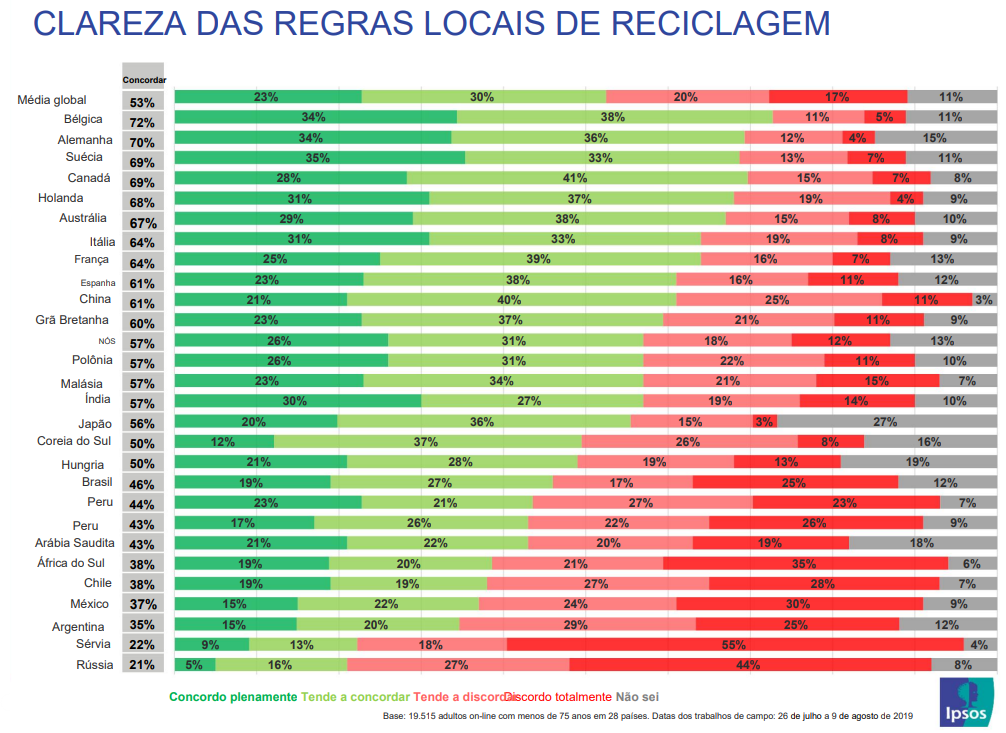 CLAREZA DAS REGRAS LOCAIS DE RECICLAGEM
Concordar
Média global 53% 23% 30% 20% 17% 11%
Bélgica 72% 34% 38% 11% 5% 11%
Alemanha 70% 34% 36% 12% 4% 15%
Suécia 69% 35% 33% 13% 7% 11%
Canadá 69% 28% 41% 15% 7% 8%
Holanda 68% 31% 37% 19% 4% 9%
Austrália 67% 29% 38% 15% 8% 10%
Itália 64% 31% 33% 19% 8% 9%
França 64% 25% 39% 16% 7% 13%
Espanha 61% 23% 38% 16% 11% 12%
China 61% 21% 40% 25% 11% 3%
Grã Bretanha 60% 23% 37% 21% 11% 9%
NÓS 57% 26% 31% 18% 12% 13%
Polônia 57% 26% 31% 22% 11% 10%
Malásia 57% 23% 34% 21% 15% 7%
Índia 57% 30% 27% 19% 14% 10%
Japão 56% 20% 36% 15% 3% 27%
Coreia do Sul 50% 12% 37% 26% 8% 16%
Hungria 50% 21% 28% 19% 13% 19%
Brasil 46% 19% 27% 17% 25% 12%
Peru 44% 23% 21% 27% 23% 7%
Peru 43% 17% 26% 22% 26% 9%
Arábia Saudita 43% 21% 22% 20% 19% 18%
África do Sul 38% 19% 20% 21% 35% 6%
Chile 38% 19% 19% 27% 28% 7%
México 37% 15% 22% 24% 30% 9%
Argentina 35% 15% 20% 29% 25% 12%
Sérvia 22% 9% 13% 18% 55% 4%
Rússia 21% 5% 16% 27% 44% 8%
Concordo plenamente Tende a concordar Tende a discordar Discordo totalmente Não sei
Base: 19.515 adultos on-line com menos de 75 anos em 28 países. Datas dos trabalhos de campo: 26 de julho a 9 de agosto de 2019
Ipsos